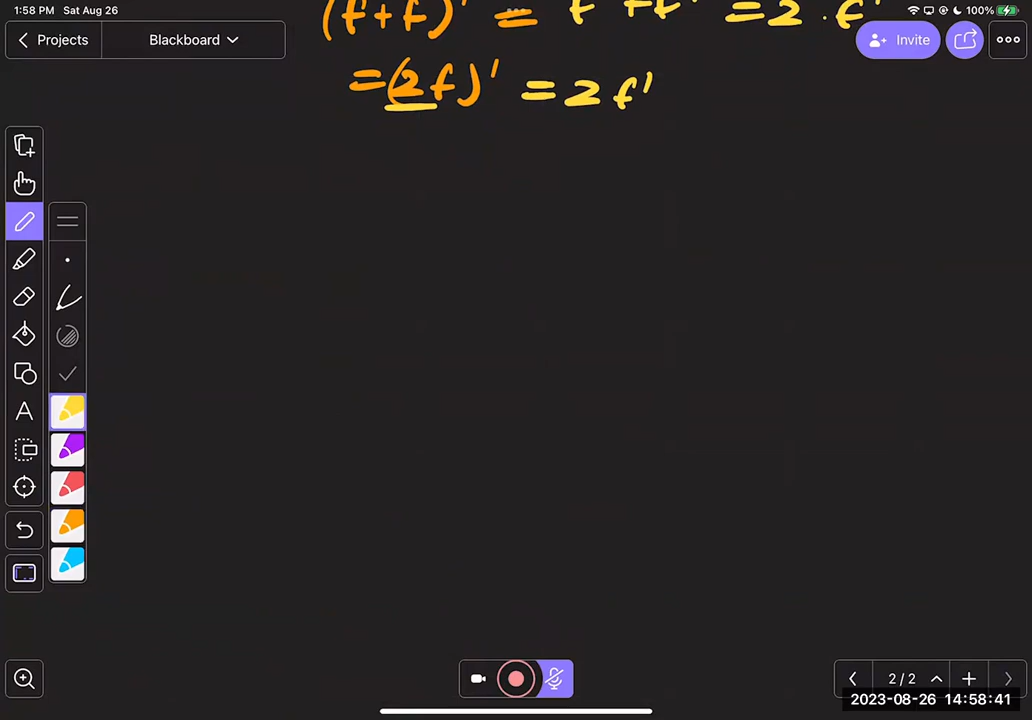 1:58 PM Sat Aug 26
100%
(f+f)' = f' + f' = 2 · f'
Projects
Blackboard
Invite
=(2f)' = 2f'
A
2 / 2
2023-08-26 14:58:41